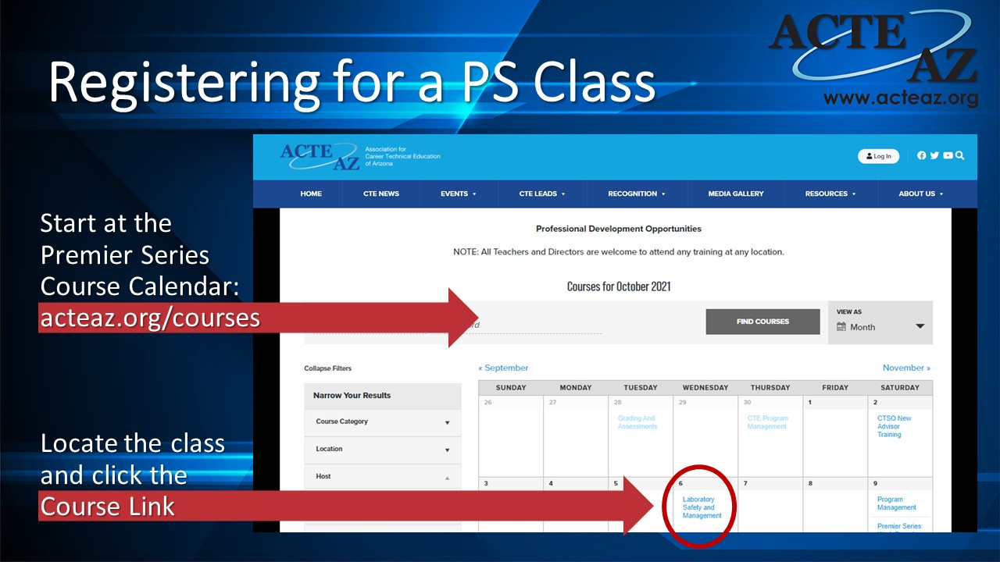 Registering for a PS Class
ACTE
AZ
www.acteaz.org
Start at the
Premier Series
Course Calendar:
acteaz.org/courses
Locate the class
and click the
Course Link
ACTE
AZ
Association for
Career Technical Education
of Arizona
Log In
HOME CTE NEWS EVENTS CTE LEADS RECOGNITION MEDIA GALLERY RESOURCES ABOUT US
Professional Development Opportunities
NOTE: All Teachers and Directors are welcome to attend any training at any location.
Courses for October 2021
FIND COURSES
VIEW AS
Month
Collapse Filters
« September November »
Narrow Your Results
Course Category
Location
Host
SUNDAY MONDAY TUESDAY WEDNESDAY THURSDAY FRIDAY SATURDAY
26 27 28 29 30 1 2
Grading And
Assessments
CTE Program
Management
CTSO New
Advisor
Training
3 4 5 6 7 8 9
Laboratory
Safety and
Management
Program
Management
Premier Series: